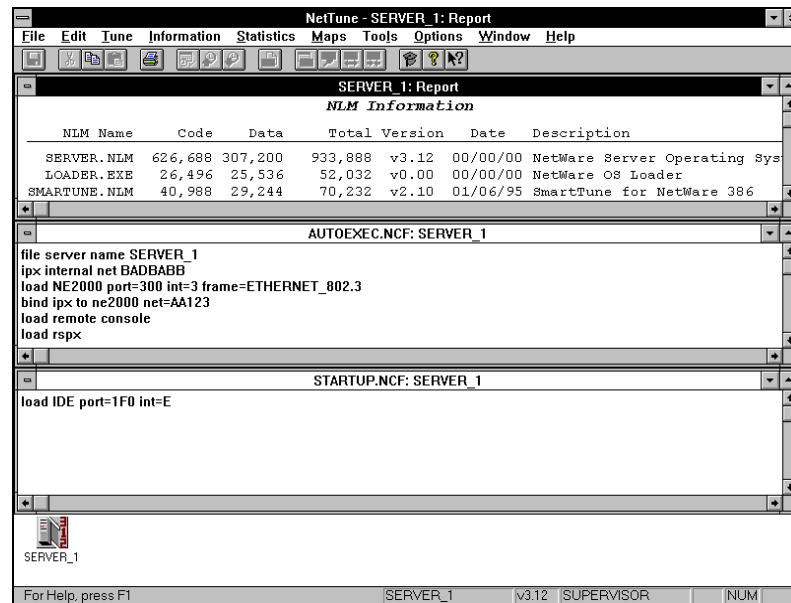 NetTune - SERVER_1: Report
File Edit Tune Information Statistics Maps Tools Options Window Help
SERVER_1: Report
NLM Information
NLM Name Code Data Total Version Date Description
SERVER.NLM 626,688 307,200 933,888 v3.12 00/00/00 NetWare Server Operating Sys
LOADER.EXE 26,496 25,536 52,032 v0.00 00/00/00 NetWare OS Loader
SMARTUNE.NLM 40,988 29,244 70,232 v2.10 01/06/95 SmartTune for NetWare 386
AUTOEXEC.NCF: SERVER_1
file server name SERVER_1
ipx internal net BADBABB
load NE2000 port=300 int=3 frame=ETHERNET_802.3
bind ipx to ne2000 net=AA123
load remote console
load rspx
STARTUP.NCF: SERVER_1
load IDE port=1F0 int=E
312
SERVER_1
For Help, press F1 SERVER_1 v3.12 SUPERVISOR NUM